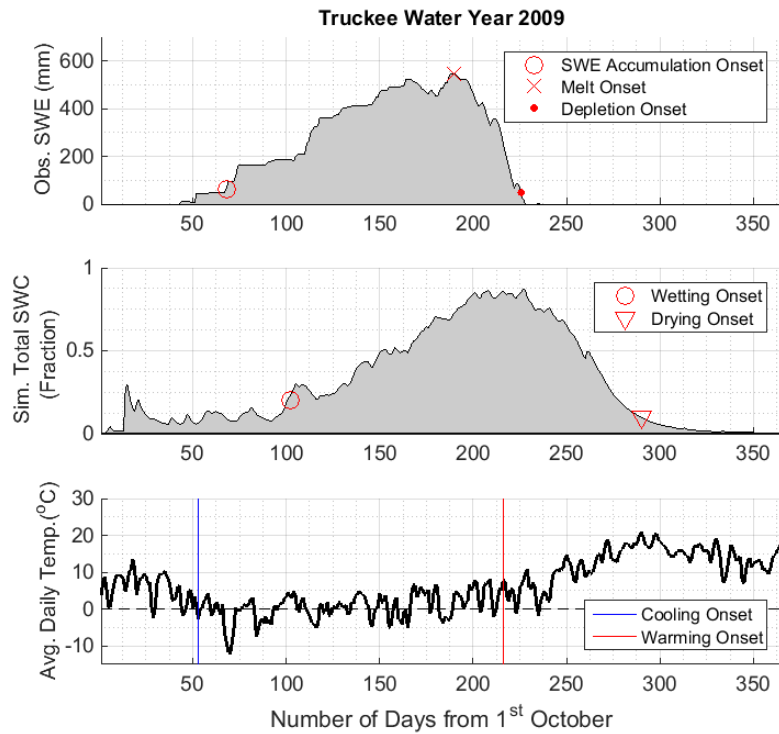 Truckee Water Year 2009
Obs. SWE (mm)
600
400
200
0
SWE Accumulation Onset
Melt Onset
Depletion Onset
50 100 150 200 250 300 350
Sim. Total SWC
(Fraction)
1
0.5
0
Wetting Onset
Drying Onset
50 100 150 200 250 300 350
Avg. Daily Temp.(°C)
30
20
10
0
-10
Cooling Onset
Warming Onset
50 100 150 200 250 300 350
Number of Days from 1st October